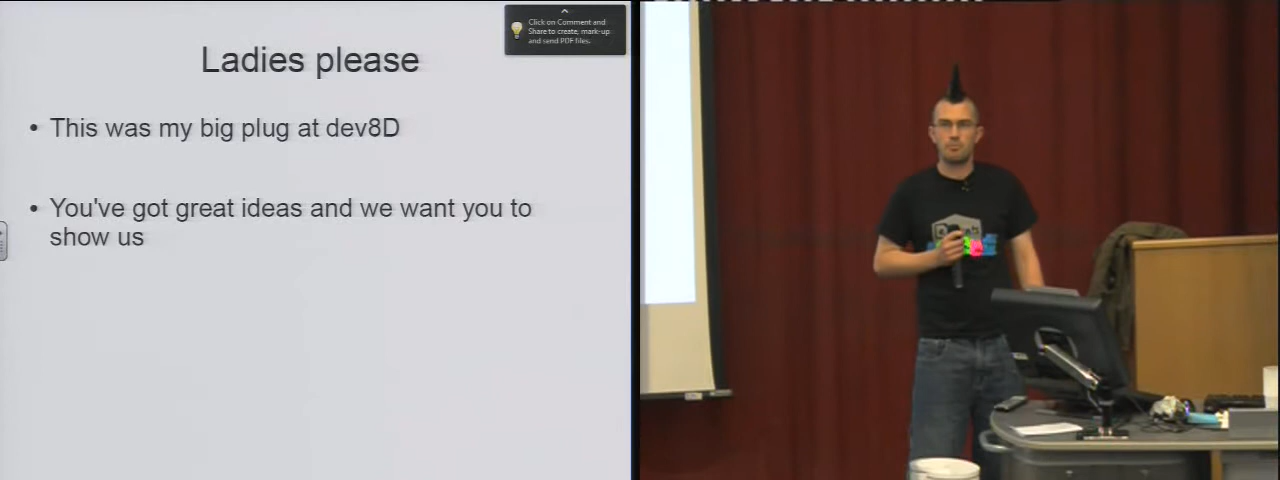 Ladies please
Click on Comment and
Share to create, mark-up
and send PDF files.
• This was my big plug at dev8D
• You've got great ideas and we want you to
show us